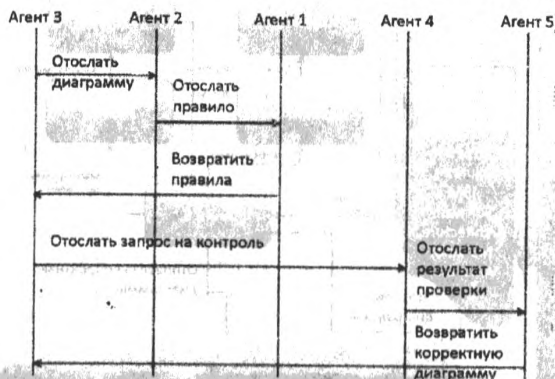 Агент 3 Агент 2 Агент 1 Агент 4 Агент 5
Отослать
диаграмму
Отослать
правило
Возвратить
правила
Отослать запрос на контроль
Отослать
результат
проверки
Возвратить
корректную
диаграмму